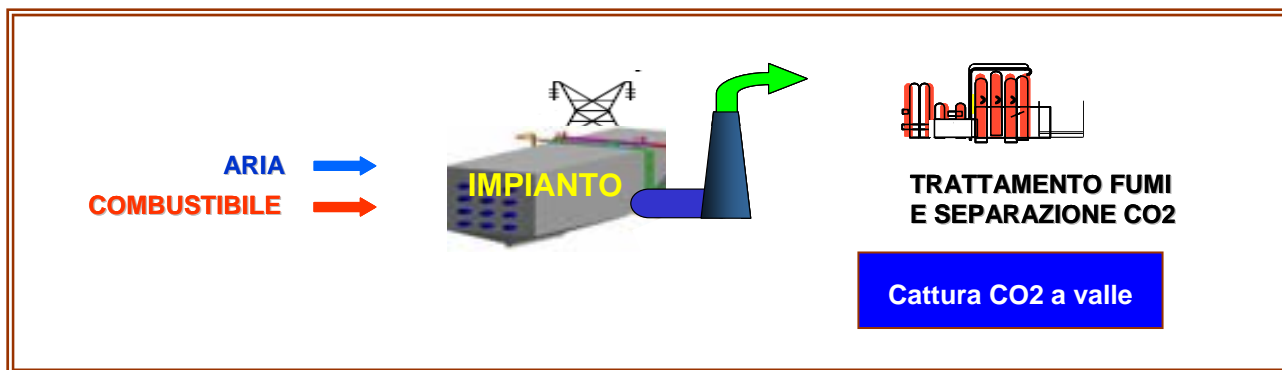 ARIA
COMBUSTIBILE
IMPIANTO
TRATTAMENTO FUMI
E SEPARAZIONE CO2
Cattura CO2 a valle